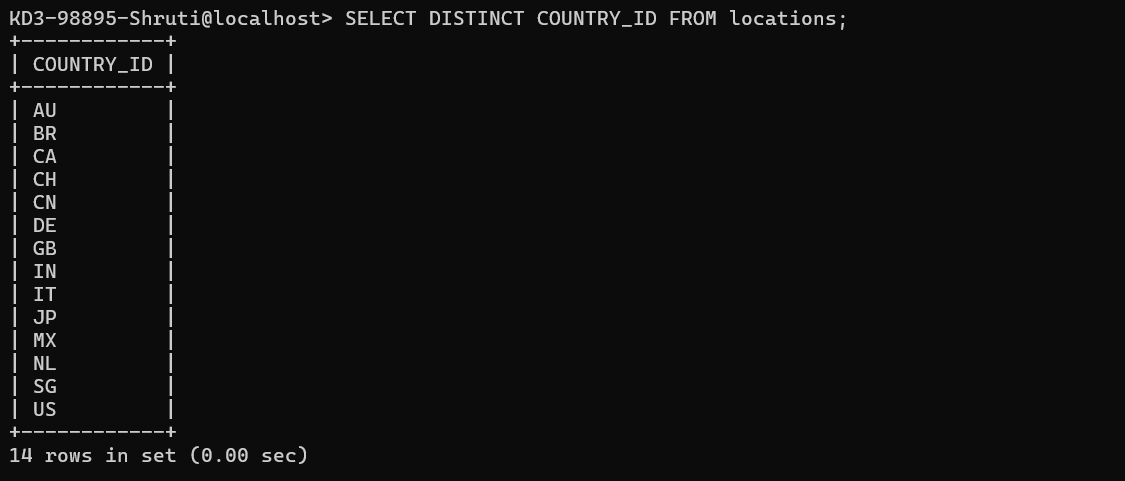 KD3-98895-Shruti@localhost> SELECT DISTINCT COUNTRY_ID FROM locations;
+------------+
| COUNTRY_ID |
+------------+
| AU         |
| BR         |
| CA         |
| CH         |
| CN         |
| DE         |
| GB         |
| IN         |
| IT         |
| JP         |
| MX         |
| NL         |
| SG         |
| US         |
+------------+
14 rows in set (0.00 sec)